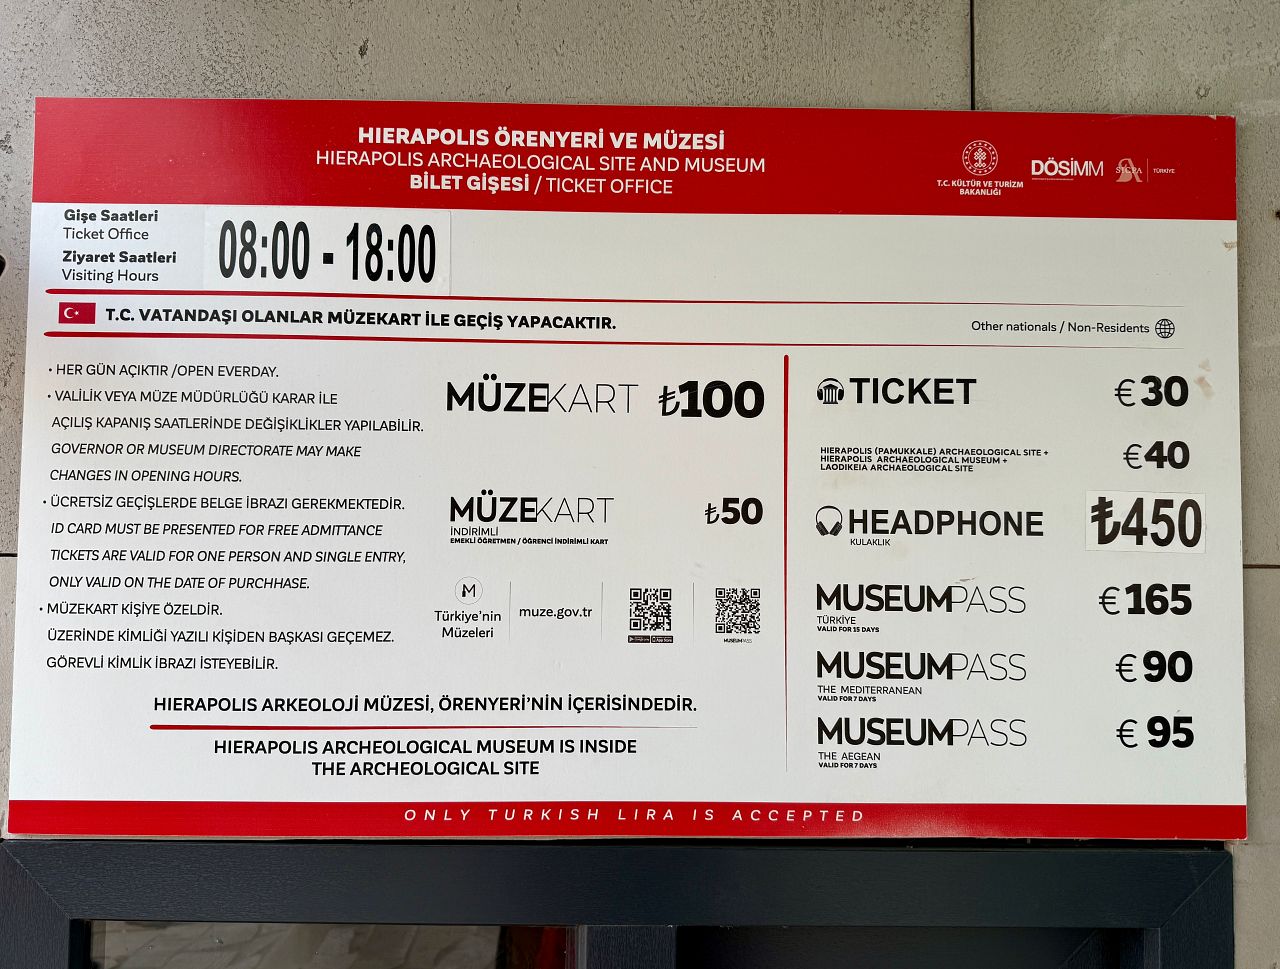 HIERAPOLIS ÖRENYERİ VE MÜZESİ
HIERAPOLIS ARCHAEOLOGICAL SITE AND MUSEUM
BİLET GİŞESİ / TICKET OFFICE
T.C. KÜLTÜR VE TURİZM
BAKANLIĞI
DÖSİMM
SICPA
TÜRKİYE
Gişe Saatleri
Ticket Office
Ziyaret Saatleri
Visiting Hours
08:00 - 18:00
T.C. VATANDAŞI OLANLAR MÜZEKART İLE GEÇİŞ YAPACAKTIR.
Other nationals / Non-Residents
• HER GÜN AÇIKTIR /OPEN EVERDAY.
• VALİLİK VEYA MÜZE MÜDÜRLÜĞÜ KARAR İLE
AÇILIŞ KAPANIŞ SAATLERİNDE DEĞİŞİKLİKLER YAPILABİLİR.
GOVERNOR OR MUSEUM DIRECTORATE MAY MAKE
CHANGES IN OPENING HOURS.
• ÜCRETSİZ GEÇİŞLERDE BELGE İBRAZI GEREKMEKTEDİR.
ID CARD MUST BE PRESENTED FOR FREE ADMITTANCE
TICKETS ARE VALID FOR ONE PERSON AND SINGLE ENTRY,
ONLY VALID ON THE DATE OF PURCHHASE.
• MÜZEKART KİŞİYE ÖZELDİR.
ÜZERİNDE KİMLİĞİ YAZILI KİŞİDEN BAŞKASI GEÇEMEZ.
GÖREVLİ KİMLİK İBRAZI İSTEYEBİLİR.
MÜZEKART ₺100
MÜZEKART ₺50
İNDİRİMLİ
EMEKLİ ÖĞRETMEN / ÖĞRENCİ İNDİRİMLİ KART
M
Türkiye'nin
Müzeleri
muze.gov.tr
MUSEUMPASS
HIERAPOLIS ARKEOLOJİ MÜZESİ, ÖRENYERİ'NİN İÇERİSİNDEDİR.
HIERAPOLIS ARCHEOLOGICAL MUSEUM IS INSIDE
THE ARCHEOLOGICAL SITE
TICKET €30
HIERAPOLIS (PAMUKKALE) ARCHAEOLOGICAL SITE +
HIERAPOLIS ARCHAEOLOGICAL MUSEUM +
LAODIKEIA ARCHAEOLOGICAL SITE
€40
HEADPHONE ₺450
KULAKLIK
MUSEUMPASS €165
TÜRKİYE
VALID FOR 15 DAYS
MUSEUMPASS €90
THE MEDITERRANEAN
VALID FOR 7 DAYS
MUSEUMPASS €95
THE AEGEAN
VALID FOR 7 DAYS
ONLY TURKISH LIRA IS ACCEPTED